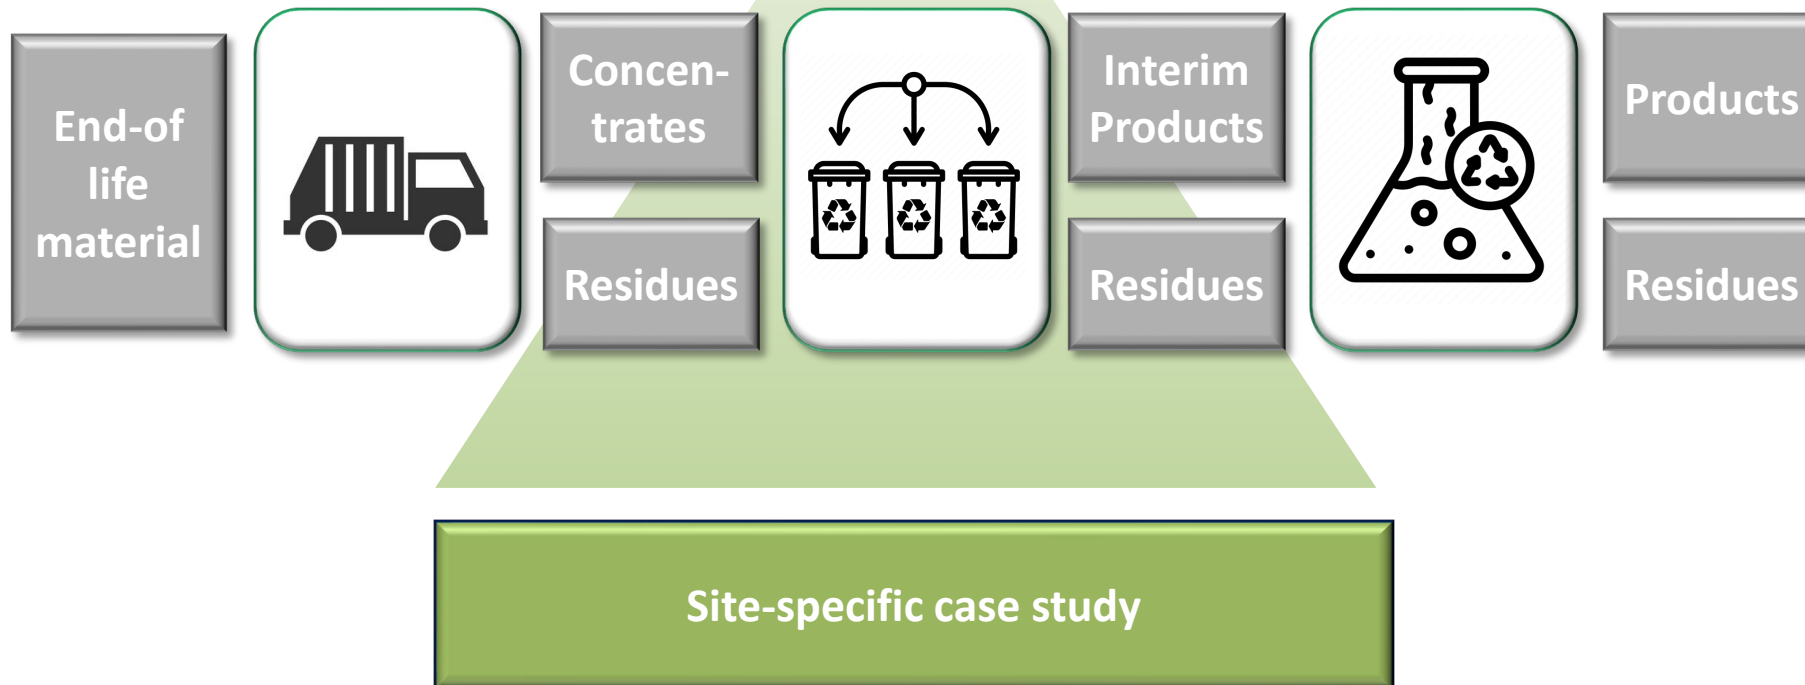 End-of
life
material
Concen-
trates
Residues
Interim
Products
Residues
Products
Residues
Site-specific case study